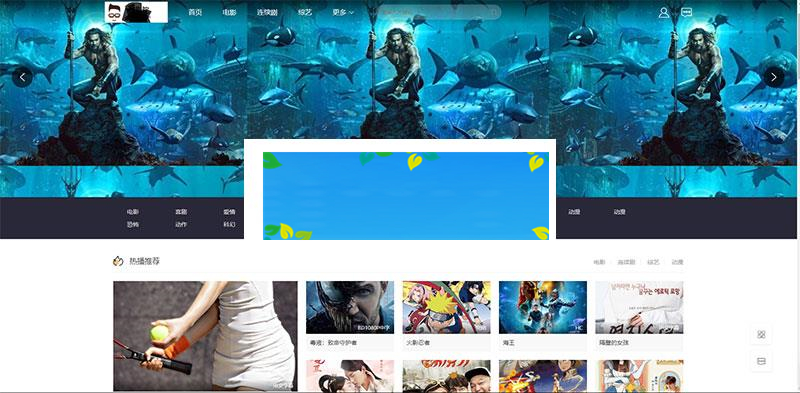 首页 电影 连续剧 综艺 更多
电影 喜剧 爱情 动漫 动漫
恐怖 动作 科幻
热播推荐
电影 连续剧 综艺 动漫
BD1080P中字
HC
毒液：致命守护者 火影忍者 海王 隔壁的女孩